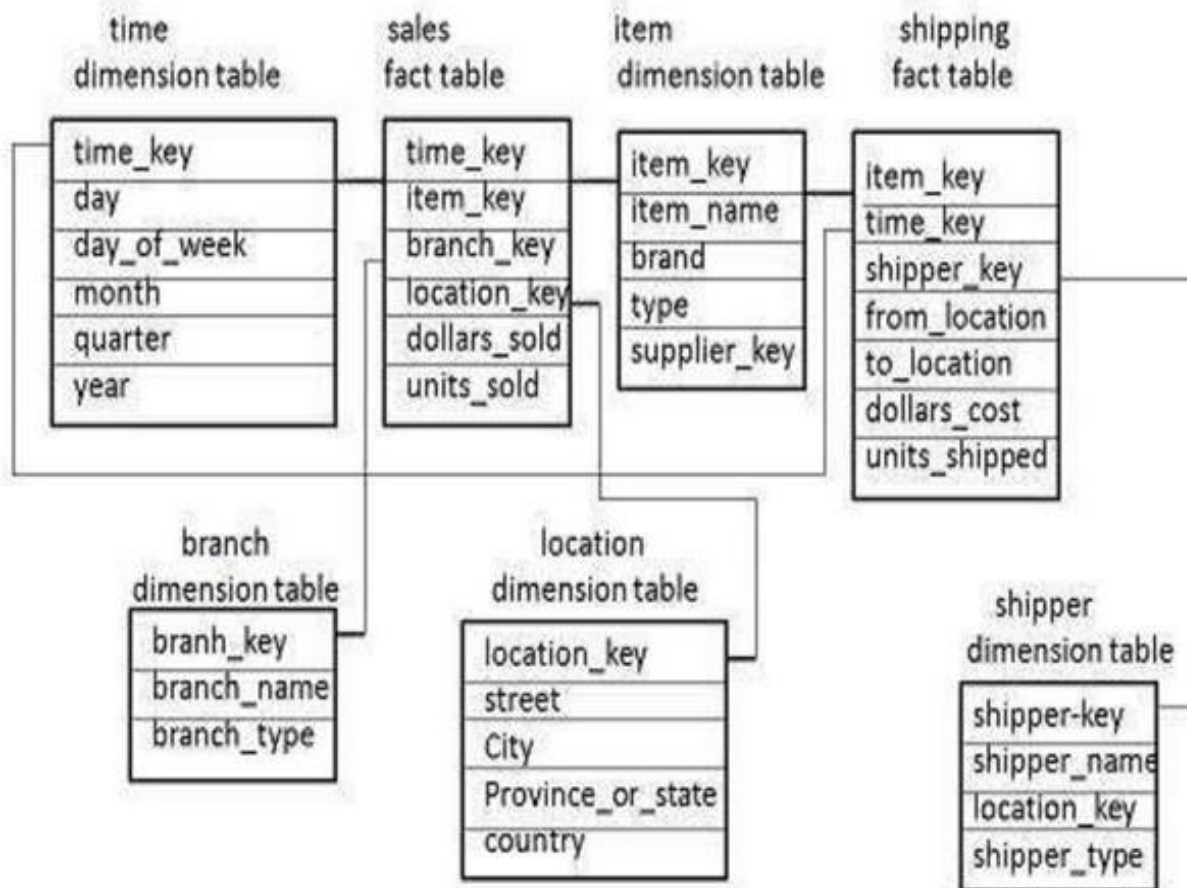 time
dimension table
time_key
day
day_of_week
month
quarter
year
sales
fact table
time_key
item_key
branch_key
location_key
dollars_sold
units_sold
item
dimension table
item_key
item_name
brand
type
supplier_key
shipping
fact table
item_key
time_key
shipper_key
from_location
to_location
dollars_cost
units_shipped
branch
dimension table
branh_key
branch_name
branch_type
location
dimension table
location_key
street
City
Province_or_state
country
shipper
dimension table
shipper-key
shipper_name
location_key
shipper_type